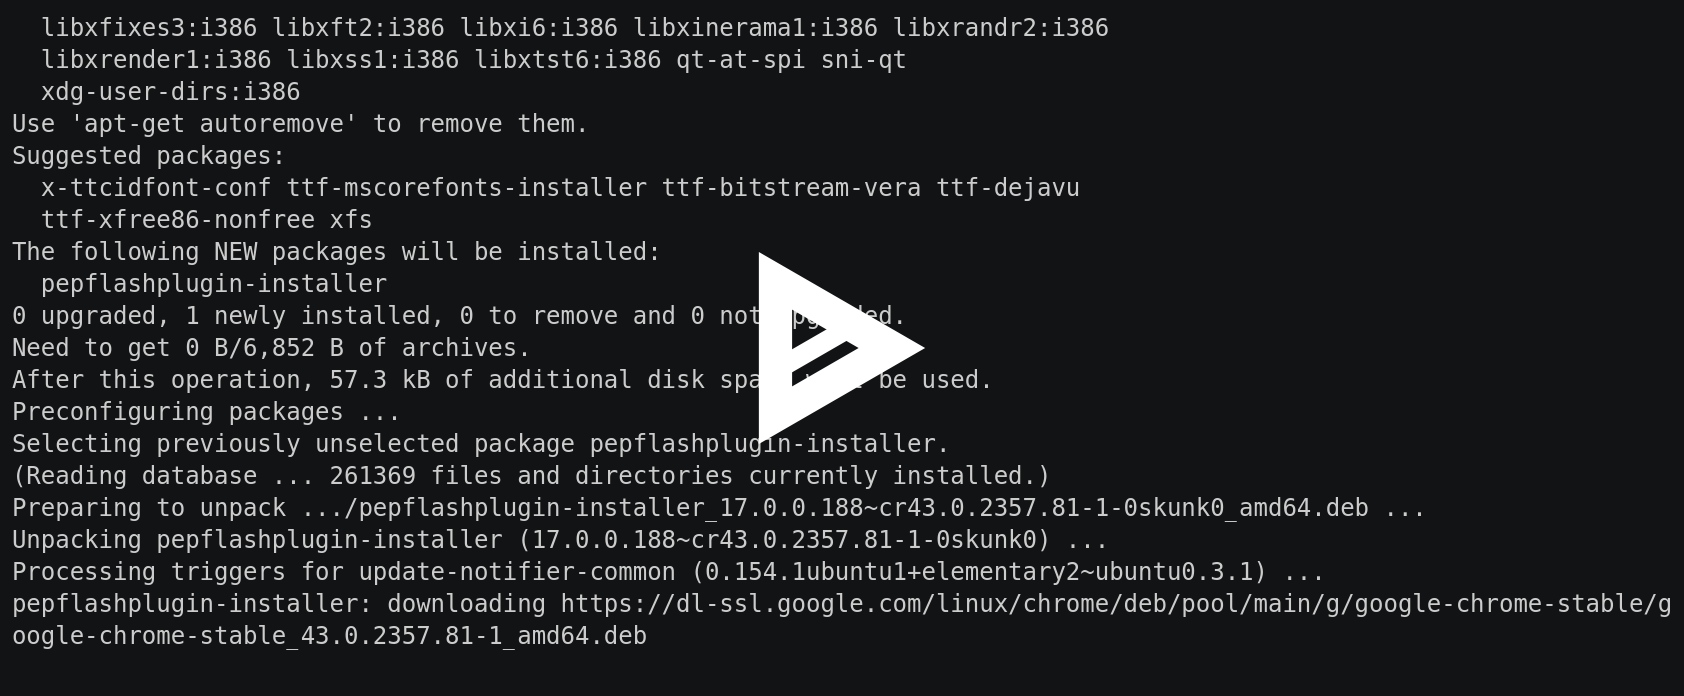 libxfixes3:i386 libxft2:i386 libxi6:i386 libxinerama1:i386 libxrandr2:i386
libxrender1:i386 libxss1:i386 libxtst6:i386 qt-at-spi sni-qt
xdg-user-dirs:i386
Use 'apt-get autoremove' to remove them.
Suggested packages:
x-ttcidfont-conf ttf-mscorefonts-installer ttf-bitstream-vera ttf-dejavu
ttf-xfree86-nonfree xfs
The following NEW packages will be installed:
pepflashplugin-installer
0 upgraded, 1 newly installed, 0 to remove and 0 not upgraded.
Need to get 0 B/6,852 B of archives.
After this operation, 57.3 kB of additional disk space will be used.
Preconfiguring packages ...
Selecting previously unselected package pepflashplugin-installer.
(Reading database ... 261369 files and directories currently installed.)
Preparing to unpack .../pepflashplugin-installer_17.0.0.188~cr43.0.2357.81-1-0skunk0_amd64.deb ...
Unpacking pepflashplugin-installer (17.0.0.188~cr43.0.2357.81-1-0skunk0) ...
Processing triggers for update-notifier-common (0.154.1ubuntu1+elementary2~ubuntu0.3.1) ...
pepflashplugin-installer: downloading https://dl-ssl.google.com/linux/chrome/deb/pool/main/g/google-chrome-stable/g
oogle-chrome-stable_43.0.2357.81-1_amd64.deb